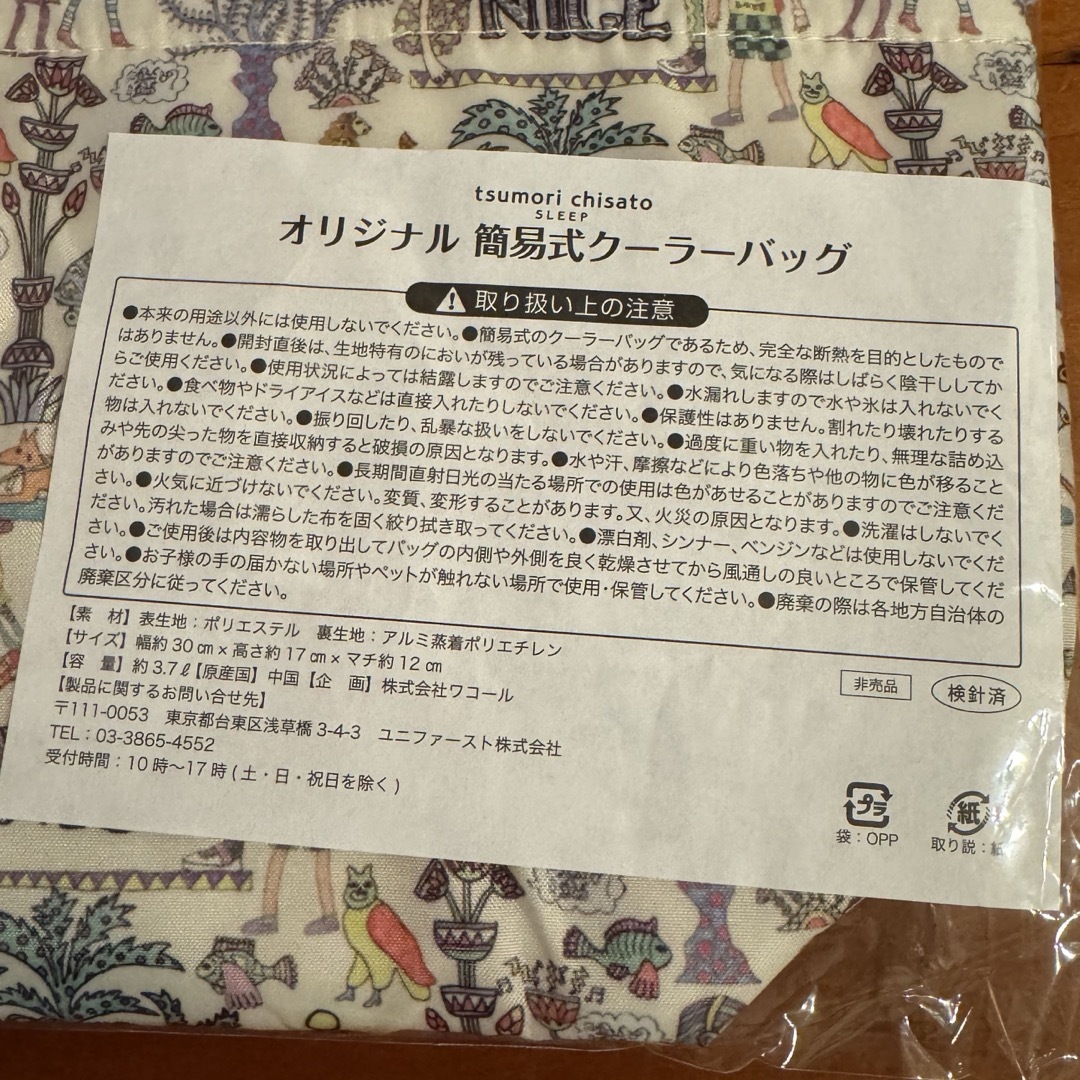 NICE
tsumori chisato
SLEEP
オリジナル 簡易式クーラーバッグ
取り扱い上の注意
●本来の用途以外には使用しないでください。●簡易式のクーラーバッグであるため、完全な断熱を目的としたもので
はありません。●開封直後は、生地特有のにおいが残っている場合がありますので、気になる際はしばらく陰干ししてか
らご使用ください。●使用状況によっては結露しますのでご注意ください。●水漏れしますので水や氷は入れないでく
ださい。●食べ物やドライアイスなどは直接入れたりしないでください。●保護性はありません。割れたり壊れたりする
物は入れないでください。●振り回したり、乱暴な扱いをしないでください。●過度に重い物を入れたり、無理な詰め込
みや先の尖った物を直接収納すると破損の原因となります。●水や汗、摩擦などにより色落ちや他の物に色が移ること
がありますのでご注意ください。●長期間直射日光の当たる場所での使用は色があせることがありますのでご注意くだ
さい。●火気に近づけないでください。変質、変形することがあります。又、火災の原因となります。●洗濯はしないでく
ださい。汚れた場合は濡らした布を固く絞り拭き取ってください。●漂白剤、シンナー、ベンジンなどは使用しないでくだ
さい。●ご使用後は内容物を取り出してバッグの内側や外側を良く乾燥させてから風通しの良いところで保管してくだ
さい。●お子様の手の届かない場所やペットが触れない場所で使用・保管してください。●廃棄の際は各地方自治体の
廃棄区分に従ってください。
【素　材】表生地：ポリエステル　裏生地：アルミ蒸着ポリエチレン
【サイズ】幅約30㎝×高さ約17㎝×マチ約12㎝
【容　量】約3.7ℓ【原産国】中国【企　画】株式会社ワコール
【製品に関するお問い合せ先】
〒111-0053　東京都台東区浅草橋3-4-3　ユニファースト株式会社
TEL：03-3865-4552
受付時間：10時～17時(土・日・祝日を除く)
非売品
検針済
プラ
袋：OPP
紙
取り説：紙